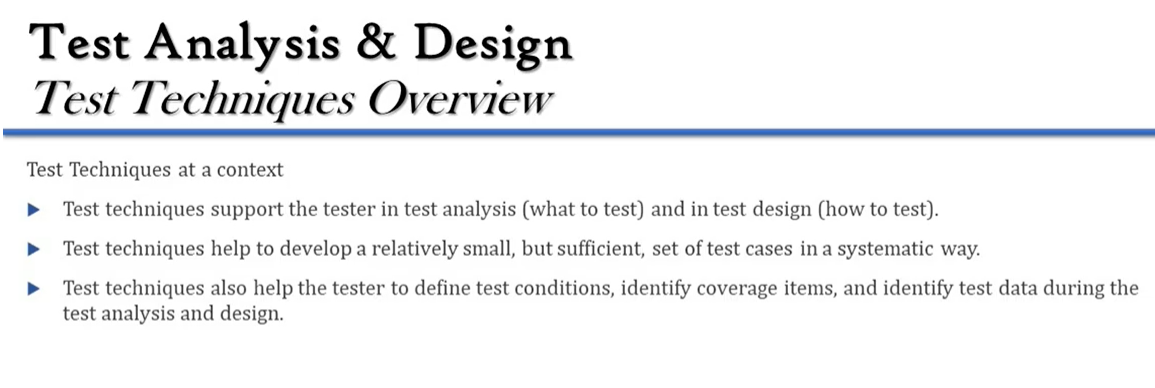 Test Analysis & Design
Test Techniques Overview
Test Techniques at a context
Test techniques support the tester in test analysis (what to test) and in test design (how to test).
Test techniques help to develop a relatively small, but sufficient, set of test cases in a systematic way.
Test techniques also help the tester to define test conditions, identify coverage items, and identify test data during the
test analysis and design.